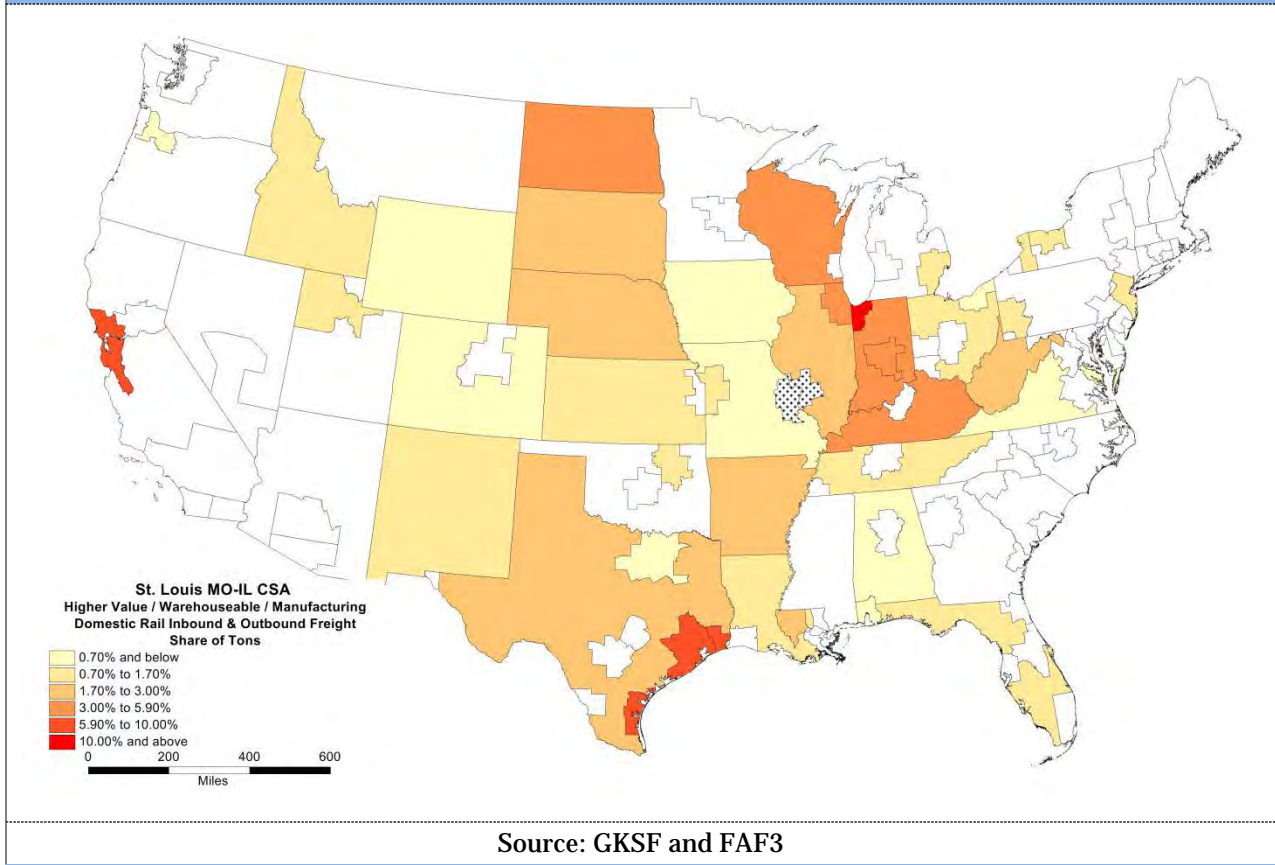 St. Louis MO-IL CSA
Higher Value / Warehouseable / Manufacturing
Domestic Rail Inbound & Outbound Freight
Share of Tons
0.70% and below
0.70% to 1.70%
1.70% to 3.00%
3.00% to 5.90%
5.90% to 10.00%
10.00% and above
0 200 400 600
Miles
Source: GKSF and FAF3